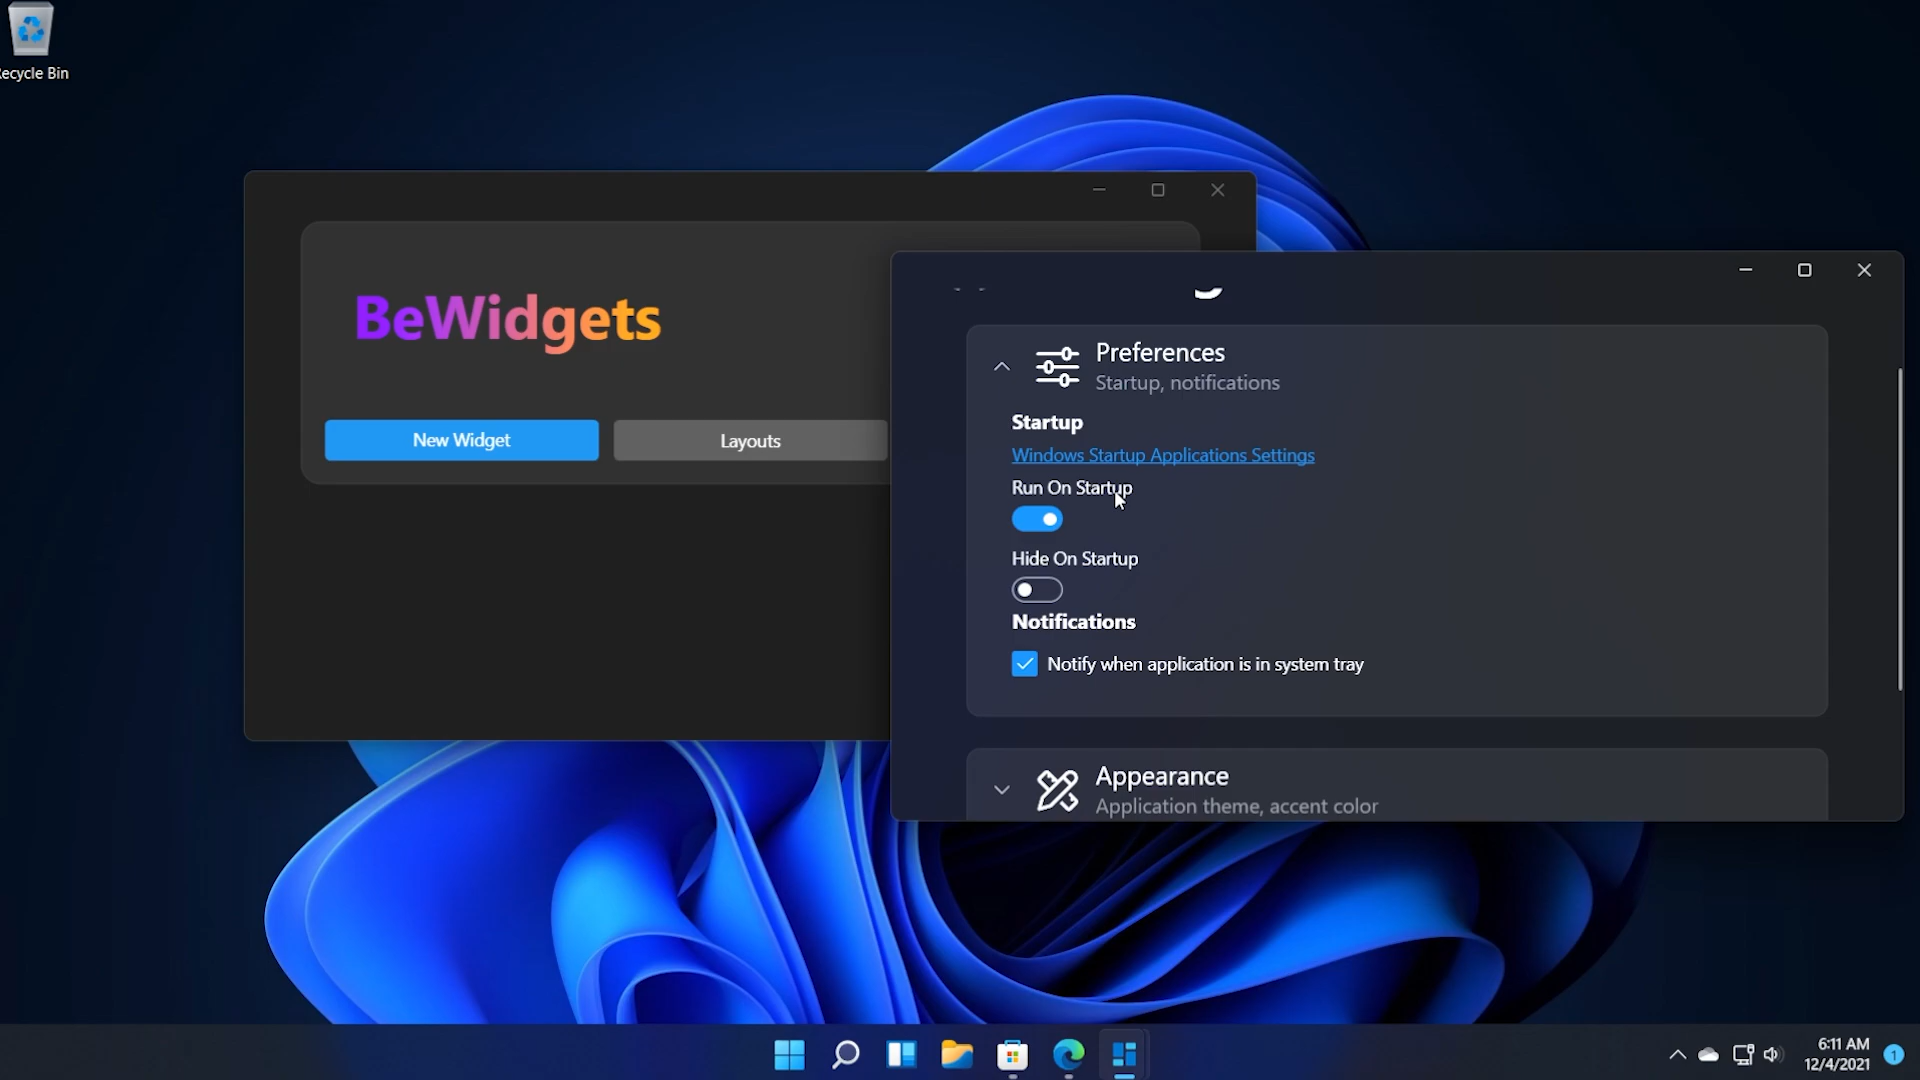 ecycle Bin
BeWidgets
New Widget
Layouts
Preferences
Startup, notifications
Startup
Windows Startup Applications Settings
Run On Startup
Hide On Startup
Notifications
Notify when application is in system tray
Appearance
Application theme, accent color
6:11 AM
12/4/2021
1